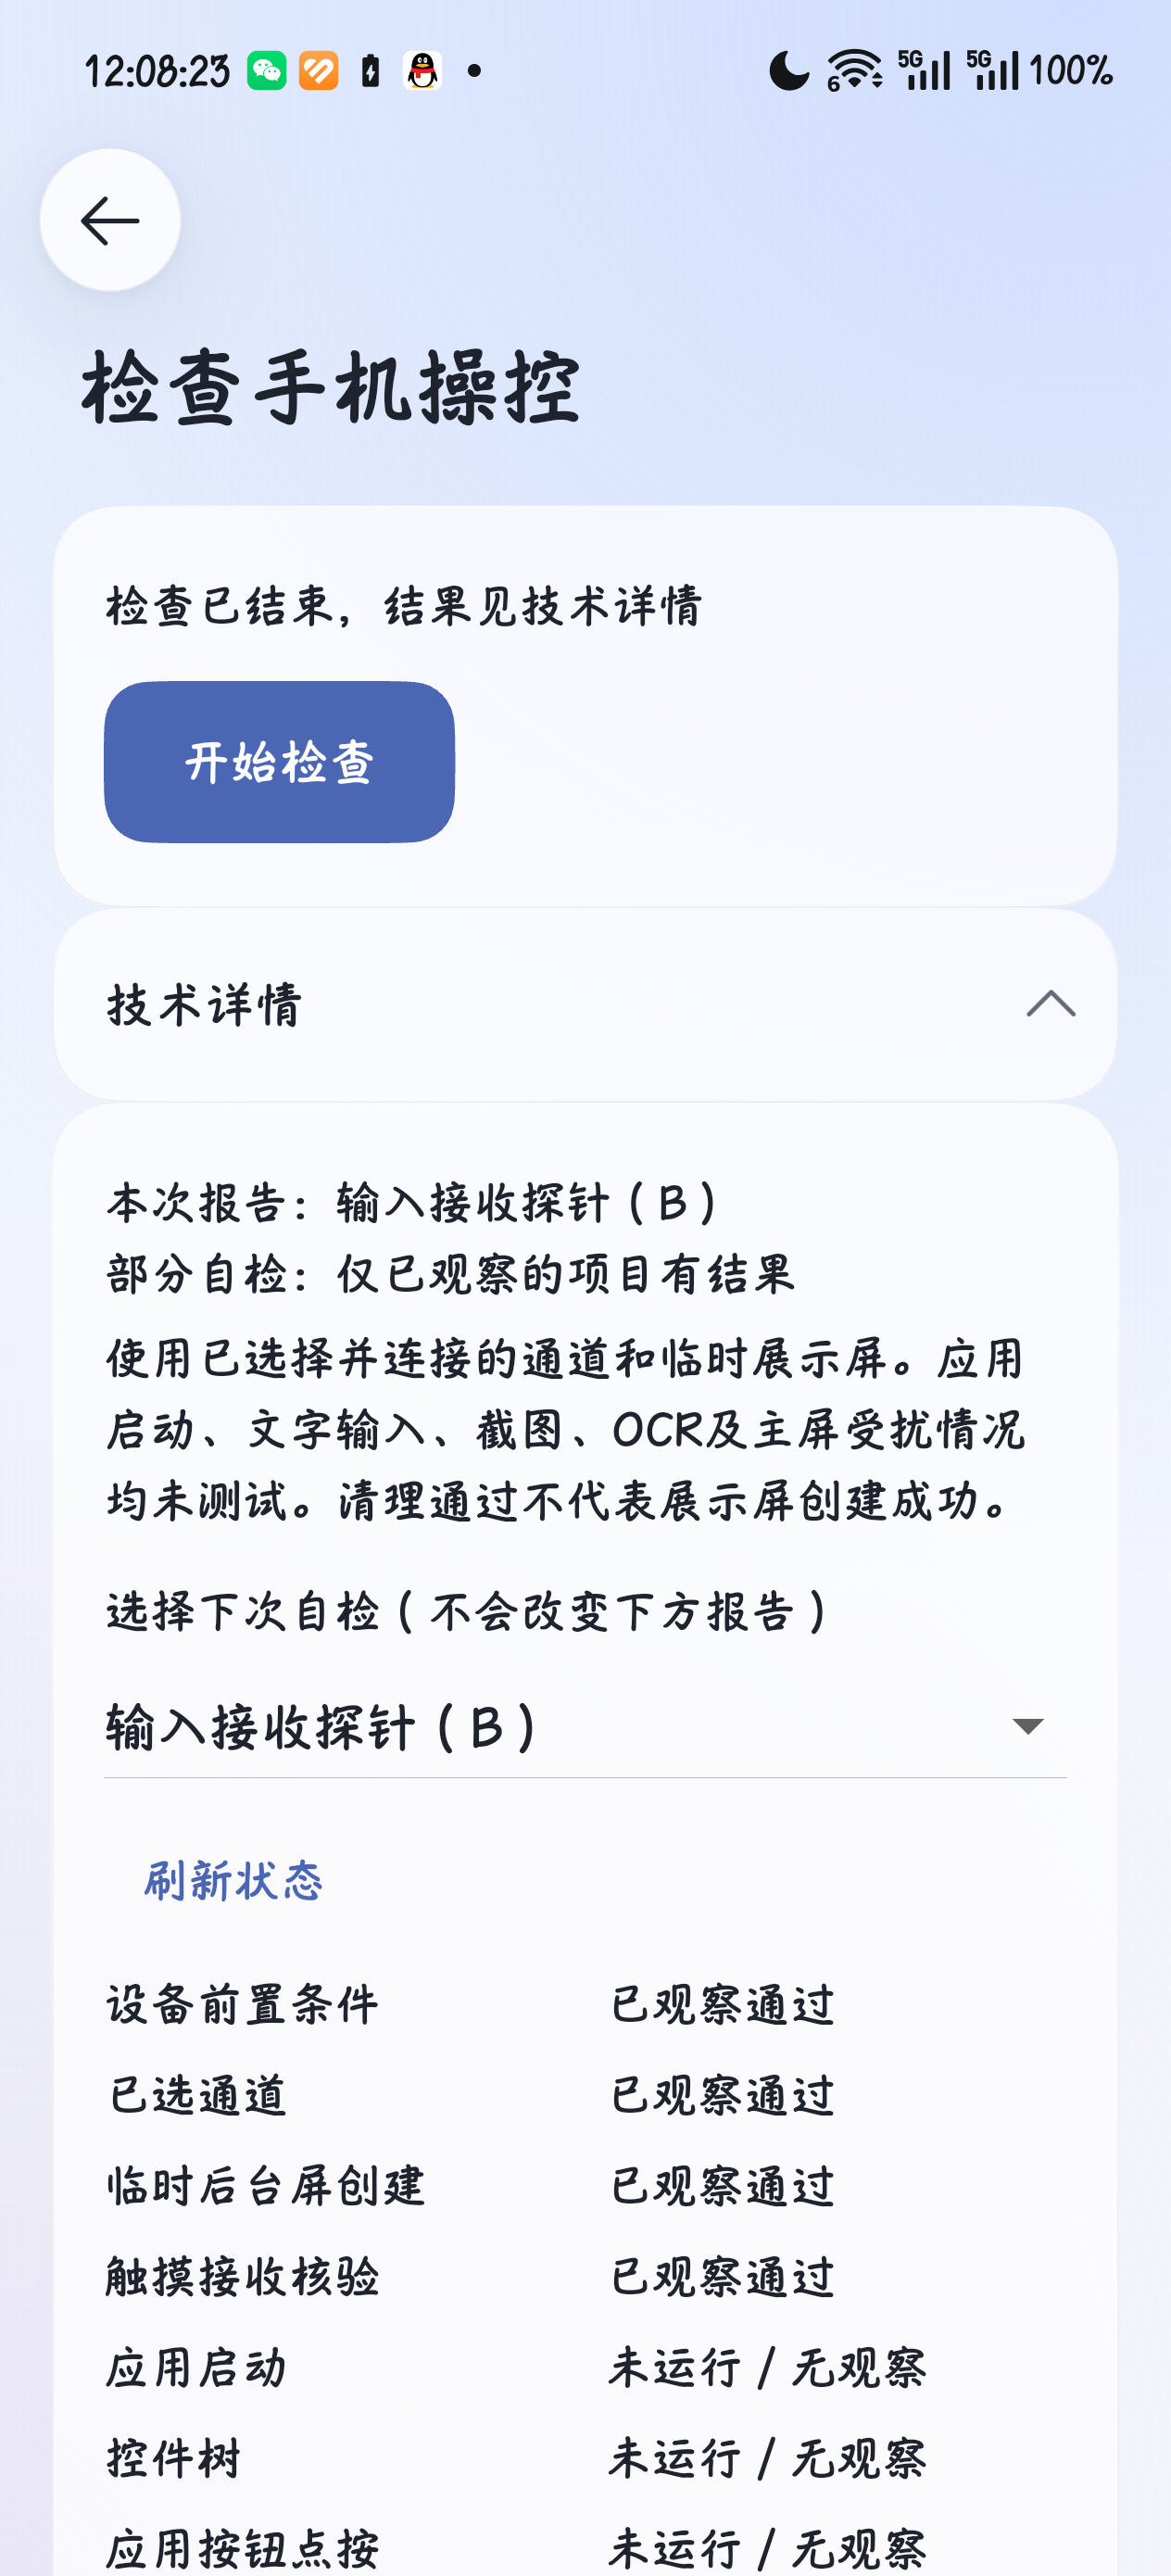 12:08:23
6 5G 5G 100%
检查手机操控
检查已结束，结果见技术详情
开始检查
技术详情
本次报告：输入接收探针（B）
部分自检：仅已观察的项目有结果
使用已选择并连接的通道和临时展示屏。应用
启动、文字输入、截图、OCR及主屏受扰情况
均未测试。清理通过不代表展示屏创建成功。
选择下次自检（不会改变下方报告）
输入接收探针（B）
刷新状态
设备前置条件 已观察通过
已选通道 已观察通过
临时后台屏创建 已观察通过
触摸接收核验 已观察通过
应用启动 未运行 / 无观察
控件树 未运行 / 无观察
应用按钮点按 未运行 / 无观察